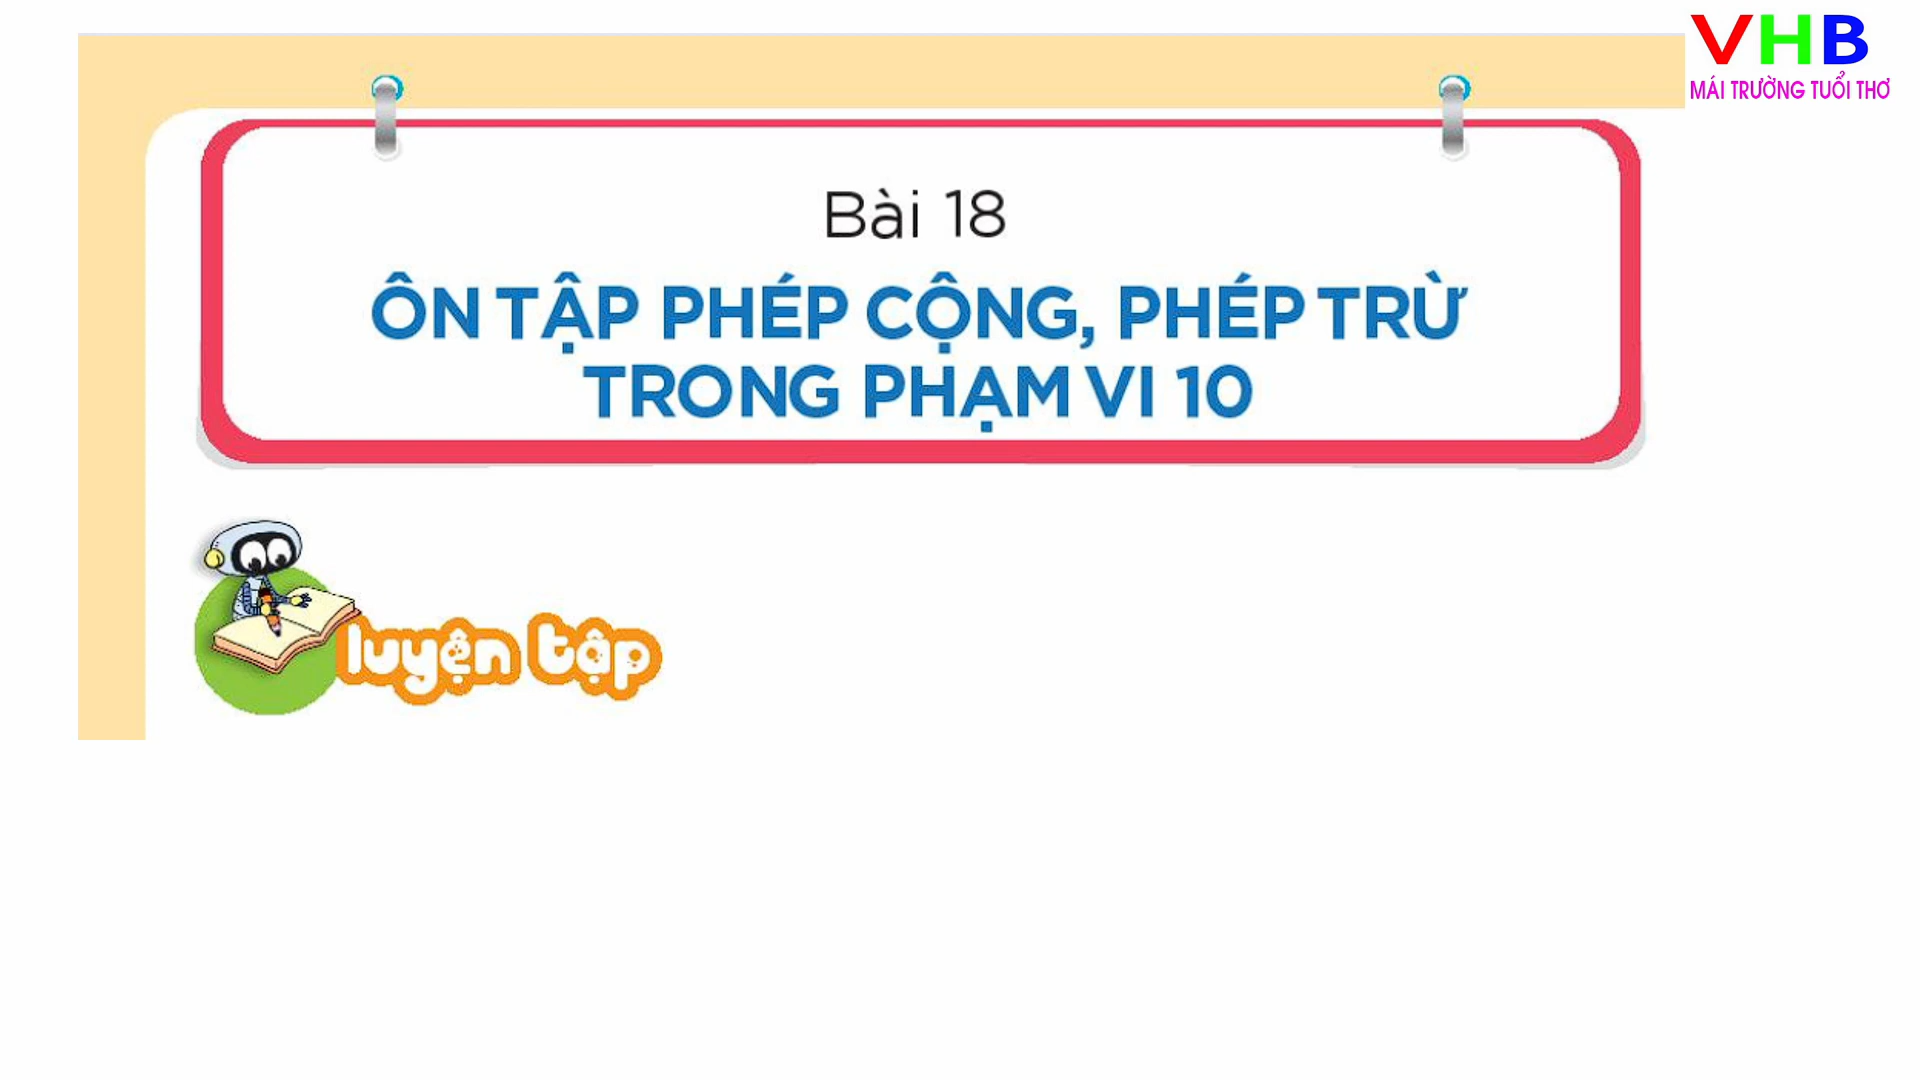 VHB
MÁI TRƯỜNG TUỔI THƠ
Bài 18
ÔN TẬP PHÉP CỘNG, PHÉP TRỪ
TRONG PHẠM VI 10
luyện tập